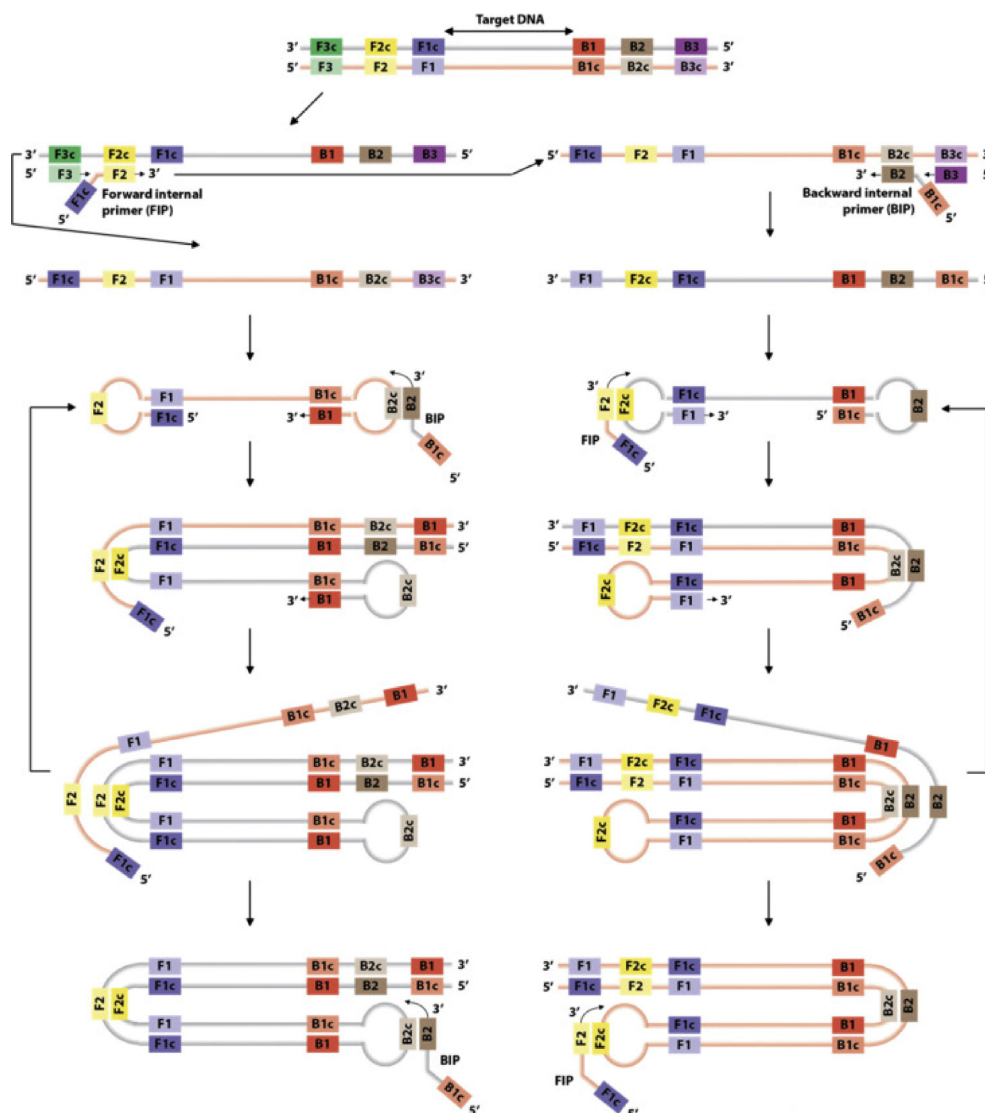 Target DNA
3′ F3c F2c F1c B1 B2 B3 5′
5′ F3 F2 F1 B1c B2c B3c 3′
3′ F3c F2c F1c B1 B2 B3 5′
5′ F3 F2 3′
F1c
5′
Forward internal
primer (FIP)
5′ F1c F2 F1 B1c B2c B3c 3′
3′ B2 B3 5′
B1c
5′
Backward internal
primer (BIP)
5′ F1c F2 F1 B1c B2c B3c 3′
F1 F2c F1c B1 B2 B1c 5′
F2 F1 B1c 3′
F1c 5′ 3′ B1 B2c B2
BIP
B1c
5′
3′ F1c B1
F2 F2c F1 3′ 5′ B1c B2
FIP
F1c
5′
F1 B1c B2c B1 3′
F1c B1 B2 B1c 5′
F2 F2c
F1 B1c B2c
3′ B1
F1c
5′
3′ F1 F2c F1c B1
5′ F1c F2 F1 B1c
B2c B2
F2c F1c B1
F1 3′
B1c
5′
F1 B1c B2c B1 3′
F1 B1c B2c B1 3′
F1c B1 B2 B1c 5′
F2 F2 F2c
F1 B1c B2c
F1c B1
F1c
5′
3′ F1 F2c F1c B1
3′ F1 F2c F1c B1
5′ F1c F2 F1 B1c
B2c B2 B2
F2c F1c B1
F1 B1c
B1c
5′
F1 B1c B2c B1 3′
F1c B1 B2 B1c 5′
F2 F2c
3′
F1 B1c B2c B2
F1c B1
BIP
B1c
5′
3′ F1 F2c F1c B1
5′ F1c F2 F1 B1c
B2c B2
3′
F2 F2c F1c B1
F1 B1c
FIP
F1c
5′